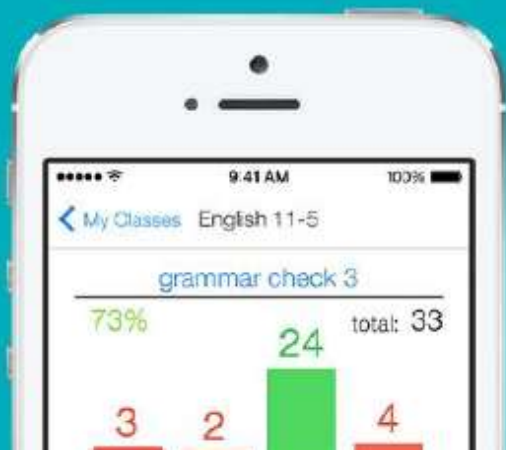 9:41 AM 100%
My Classes English 11-5
grammar check 3
73% total: 33
24
3 2 4